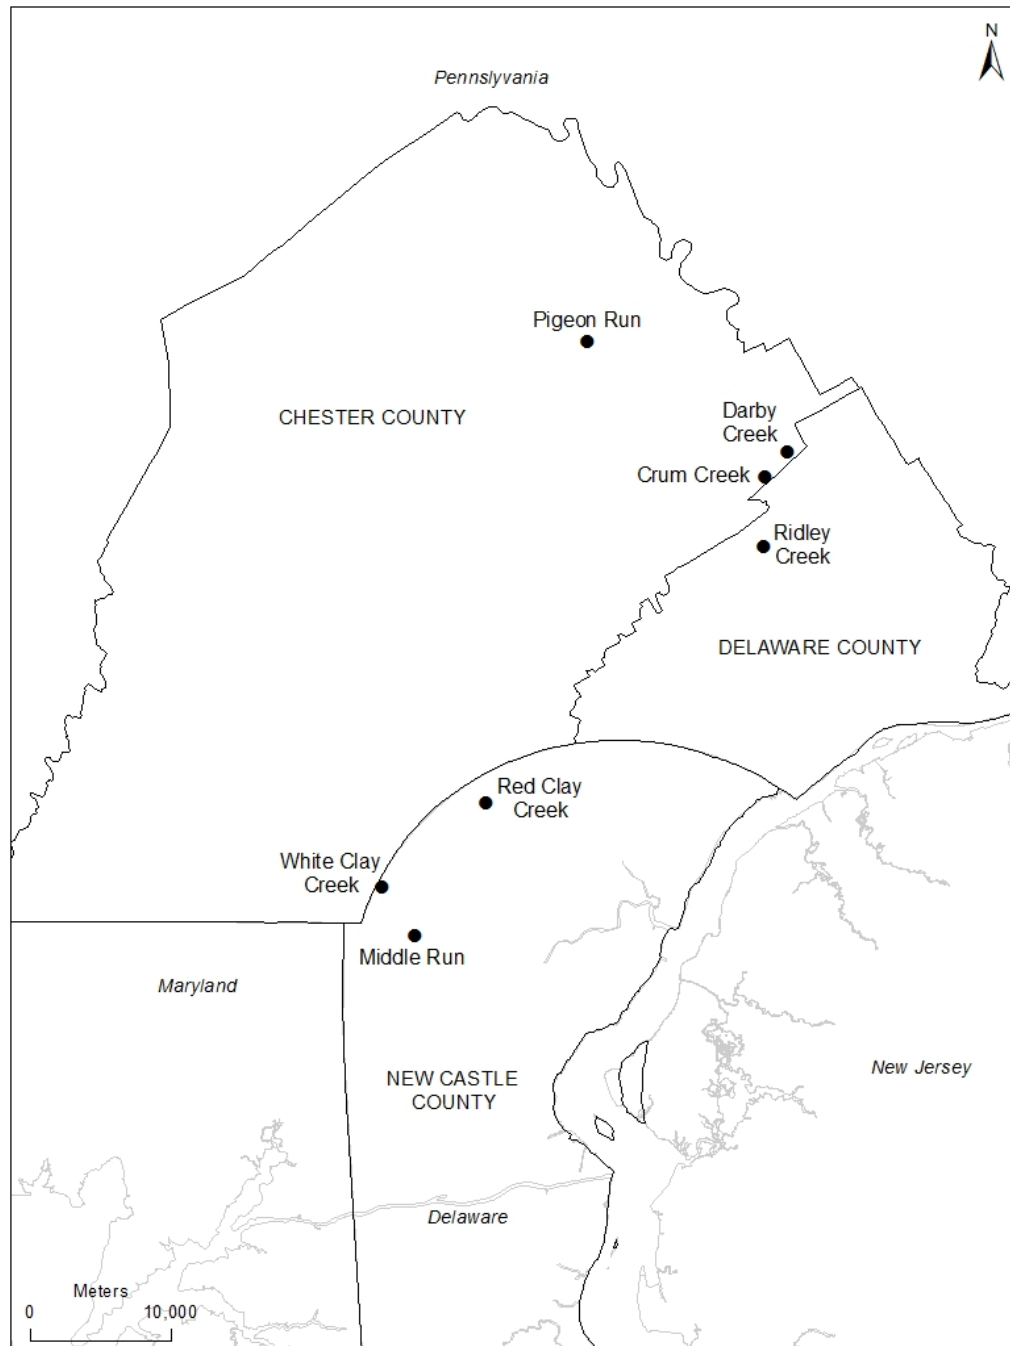 N
Pennslyvania
Pigeon Run
CHESTER COUNTY
Darby
Creek
Crum Creek
Ridley
Creek
DELAWARE COUNTY
Red Clay
Creek
White Clay
Creek
Middle Run
Maryland
New Jersey
NEW CASTLE
COUNTY
Delaware
Meters
0 10,000